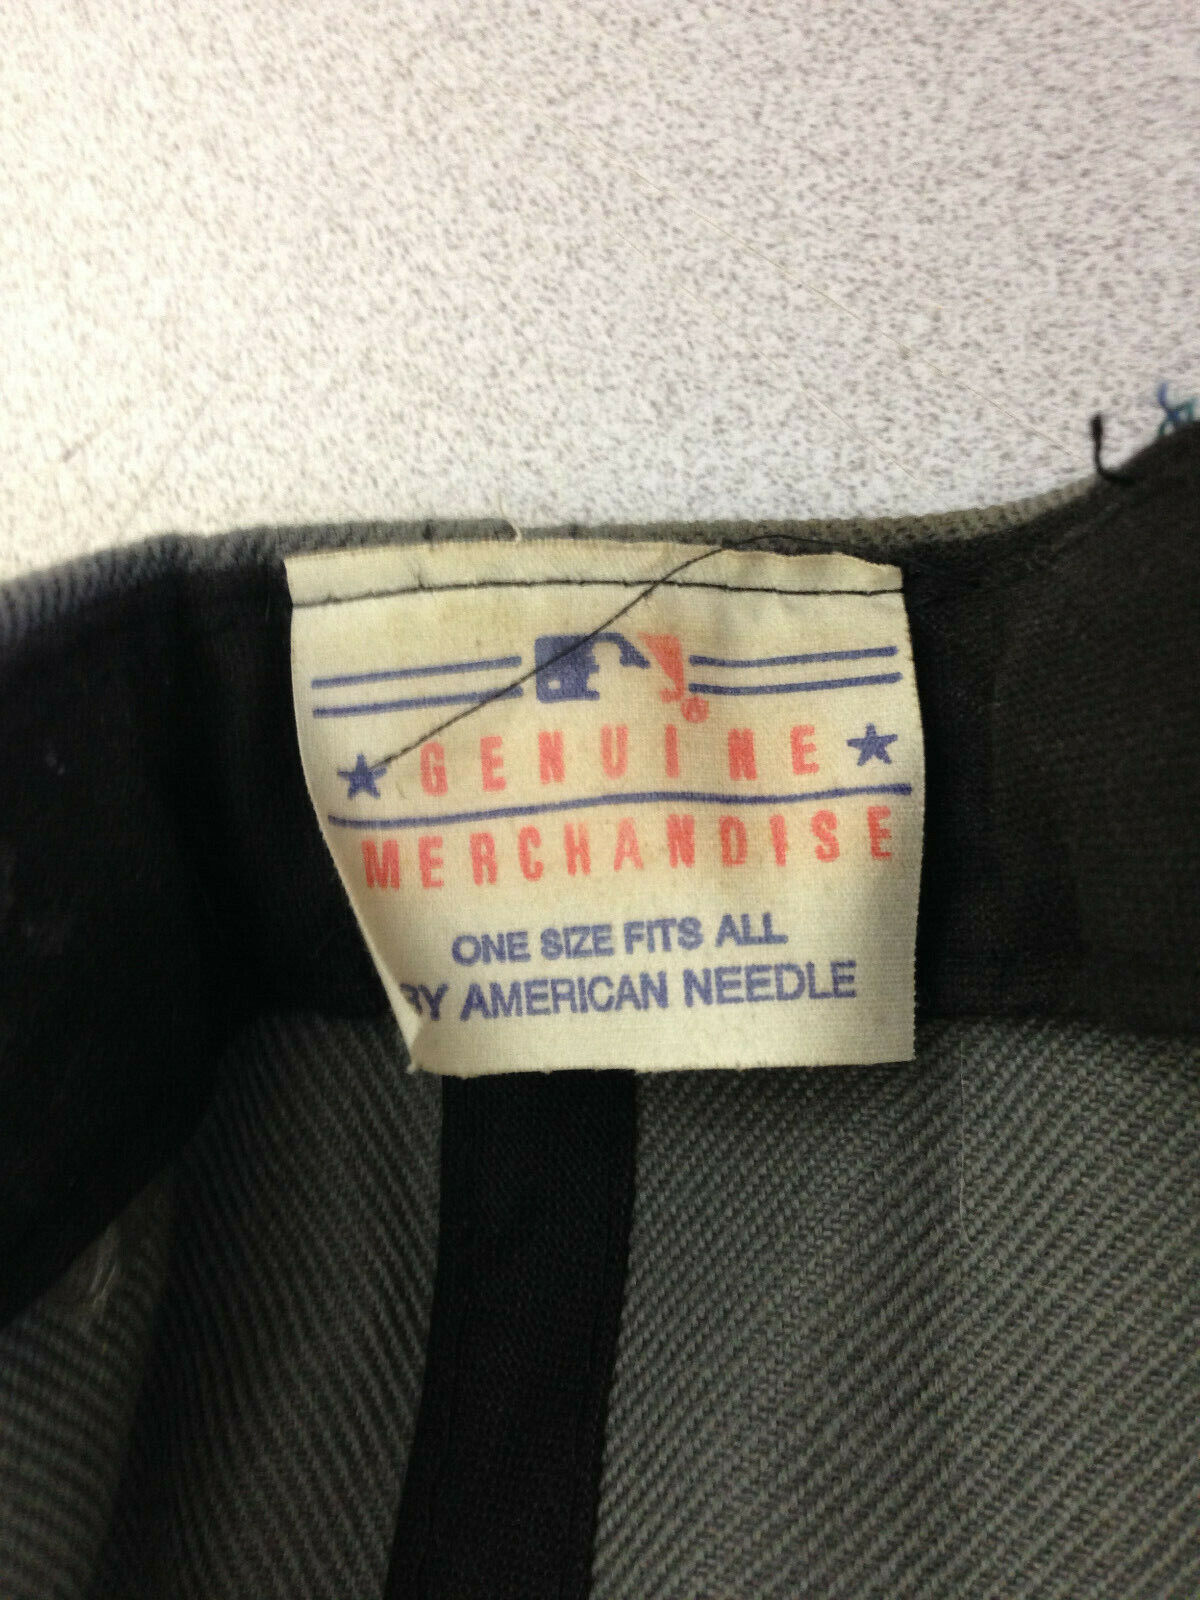 GENUINE
MERCHANDISE
ONE SIZE FITS ALL
BY AMERICAN NEEDLE